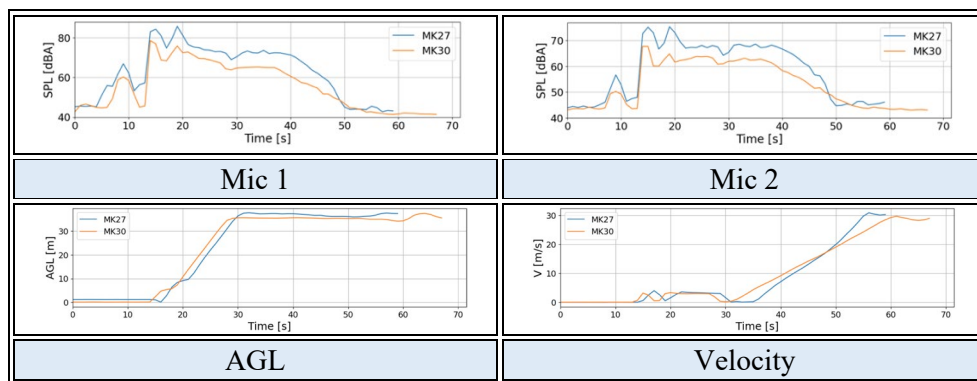 SPL [dBA]
80
60
40
0 10 20 30 40 50 60 70
Time [s]
MK27
MK30
SPL [dBA]
70
60
50
40
0 10 20 30 40 50 60 70
Time [s]
MK27
MK30
Mic 1
Mic 2
AGL [m]
30
20
10
0
0 10 20 30 40 50 60 70
Time [s]
MK27
MK30
V [m/s]
30
20
10
0
0 10 20 30 40 50 60 70
Time [s]
MK27
MK30
AGL
Velocity